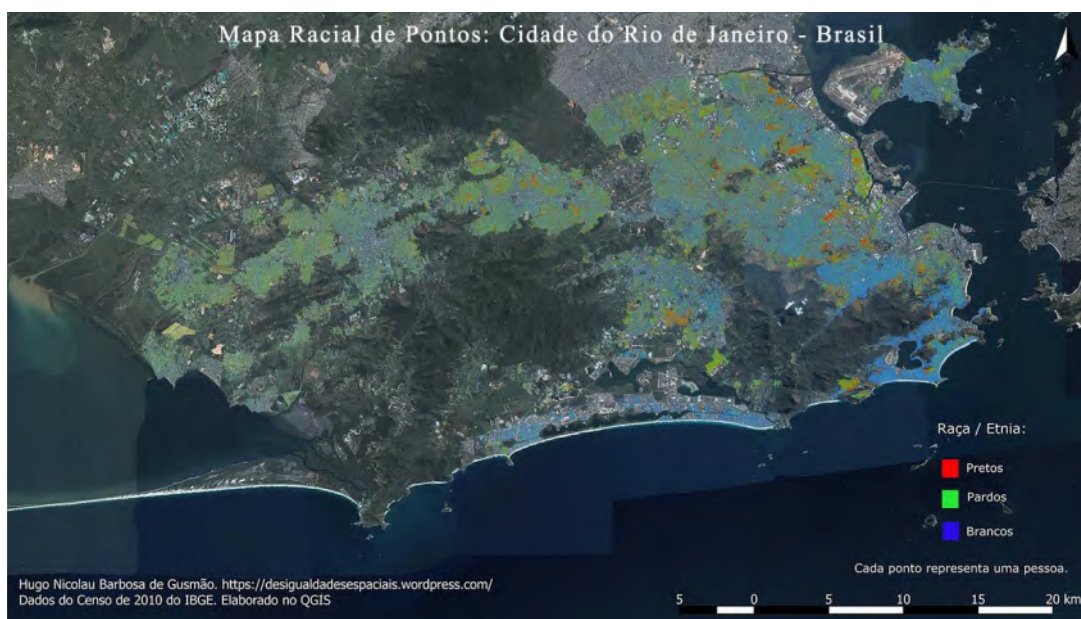 Mapa Racial de Pontos: Cidade do Rio de Janeiro - Brasil
Raça / Etnia:
Pretos
Pardos
Brancos
Cada ponto representa uma pessoa.
Hugo Nicolau Barbosa de Gusmão. https://desigualdadesespaciais.wordpress.com/
Dados do Censo de 2010 do IBGE. Elaborado no QGIS
5 0 5 10 15 20 km